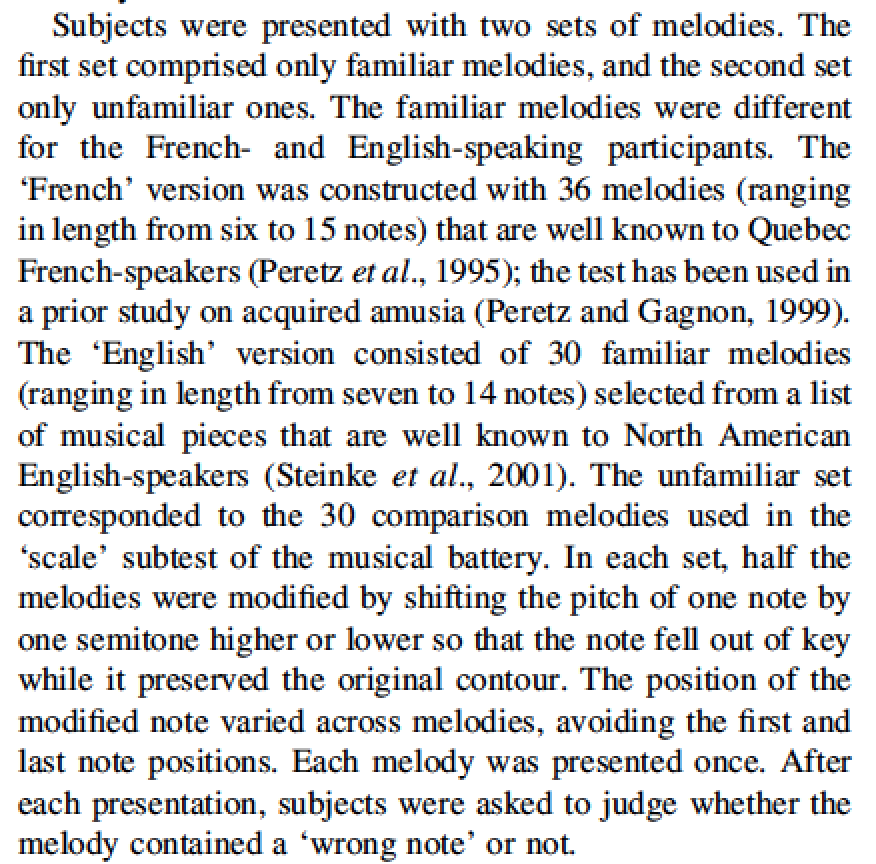 Subjects were presented with two sets of melodies. The
first set comprised only familiar melodies, and the second set
only unfamiliar ones. The familiar melodies were different
for the French- and English-speaking participants. The
‘French’ version was constructed with 36 melodies (ranging
in length from six to 15 notes) that are well known to Quebec
French-speakers (Peretz et al., 1995); the test has been used in
a prior study on acquired amusia (Peretz and Gagnon, 1999).
The ‘English’ version consisted of 30 familiar melodies
(ranging in length from seven to 14 notes) selected from a list
of musical pieces that are well known to North American
English-speakers (Steinke et al., 2001). The unfamiliar set
corresponded to the 30 comparison melodies used in the
‘scale’ subtest of the musical battery. In each set, half the
melodies were modified by shifting the pitch of one note by
one semitone higher or lower so that the note fell out of key
while it preserved the original contour. The position of the
modified note varied across melodies, avoiding the first and
last note positions. Each melody was presented once. After
each presentation, subjects were asked to judge whether the
melody contained a ‘wrong note’ or not.